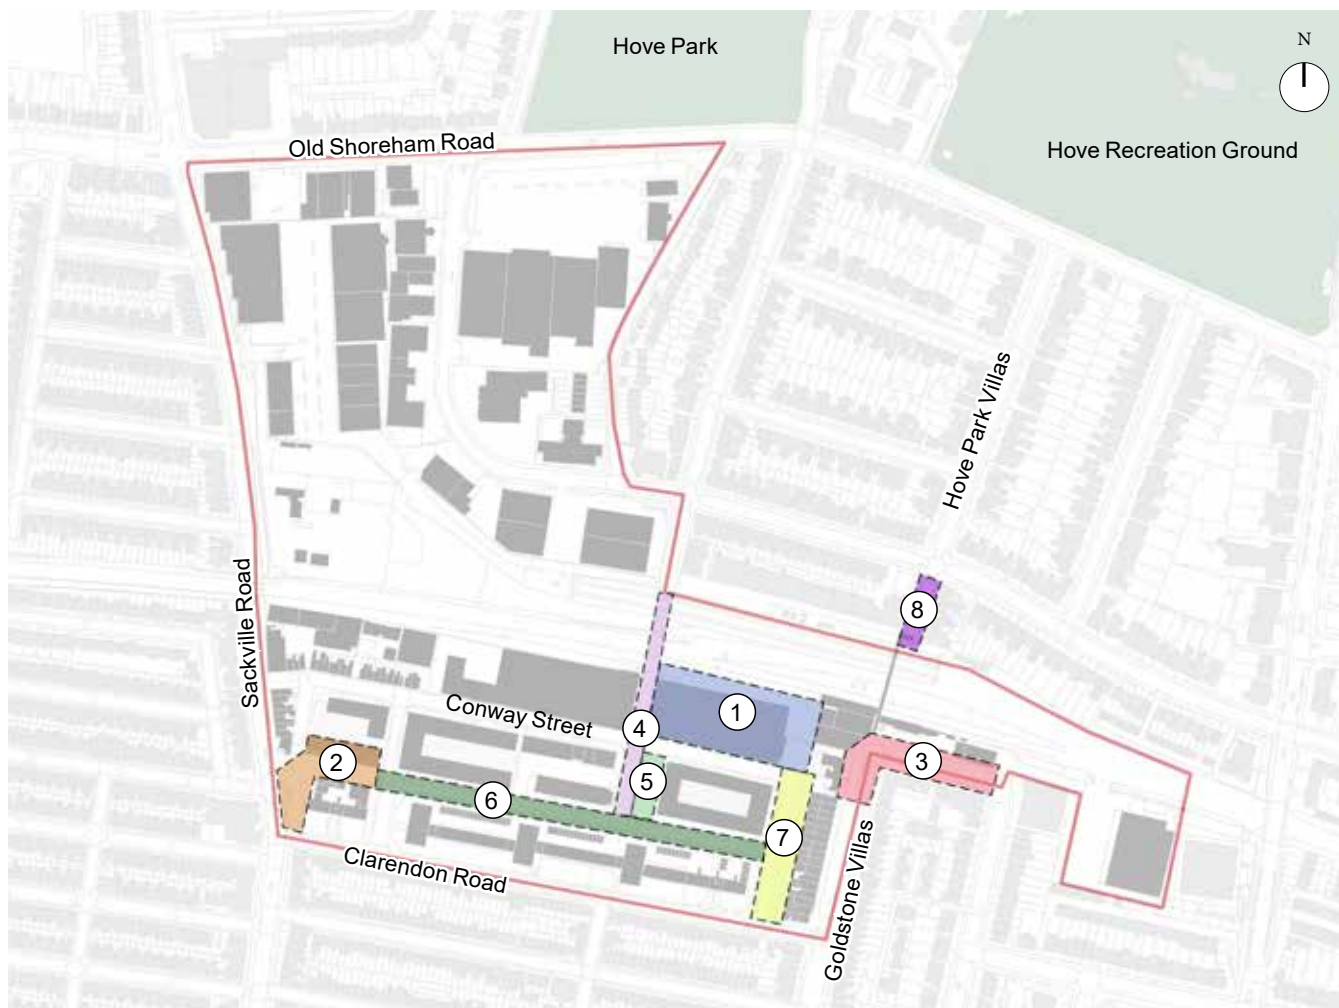 Hove Park
N
Old Shoreham Road
Hove Recreation Ground
Hove Park Villas
8
Sackville Road
1
Conway Street
4
2
3
5
6
7
Clarendon Road
Goldstone Villas